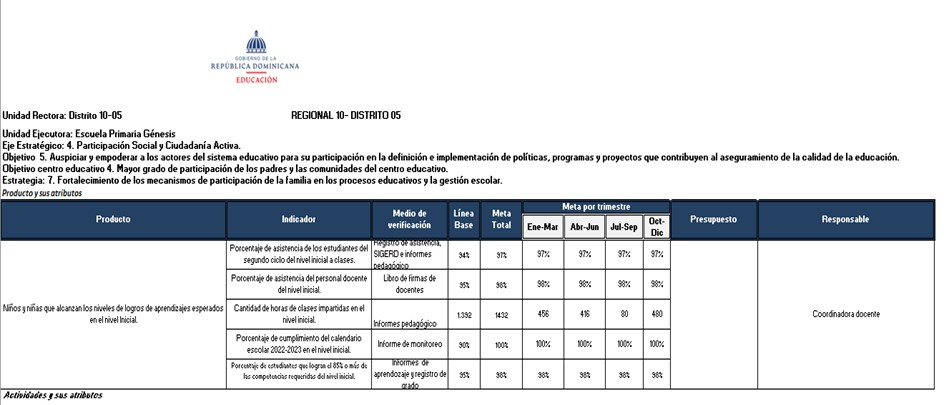 GOBIERNO DE LA
REPÚBLICA DOMINICANA
EDUCACIÓN
Unidad Rectora: Distrito 10-05 REGIONAL 10- DISTRITO 05
Unidad Ejecutora: Escuela Primaria Génesis
Eje Estratégico: 4. Participación Social y Ciudadanía Activa.
Objetivo 5. Auspiciar y empoderar a los actores del sistema educativo para su participación en la definición e implementación de políticas, programas y proyectos que contribuyen al aseguramiento de la calidad de la educación.
Objetivo centro educativo 4. Mayor grado de participación de los padres y las comunidades del centro educativo.
Estrategia: 7. Fortalecimiento de los mecanismos de participación de la familia en los procesos educativos y la gestión escolar.
Producto y sus atributos
Producto Indicador Medio de verificación Línea Base Meta Total Meta por trimestre Presupuesto Responsable
Ene-Mar Abr-Jun Jul-Sep Oct-Dic
Niños y niñas que alcanzan los niveles de logros de aprendizajes esperados en el nivel Inicial.
Porcentaje de asistencia de los estudiantes del segundo ciclo del nivel inicial a clases. Registro de asistencia, SIGERD e informes pedagógico 94% 97% 97% 97% 97% 97%
Porcentaje de asistencia del personal docente del nivel inicial. Libro de firmas de docentes 95% 98% 98% 98% 98% 98%
Cantidad de horas de clases impartidas en el nivel inicial. Informes pedagógico 1.392 1432 456 416 80 480
Coordinadora docente
Porcentaje de cumplimiento del calendario escolar 2022-2023 en el nivel inicial. Informe de monitoreo 90% 100% 100% 100% 100% 100%
Porcentaje de estudiantes que logran el 85% o más de las competencias requeridas del nivel inicial. Informes de aprendozaje y registro de grado 95% 98% 98% 98% 98% 98%
Actividades y sus atributos